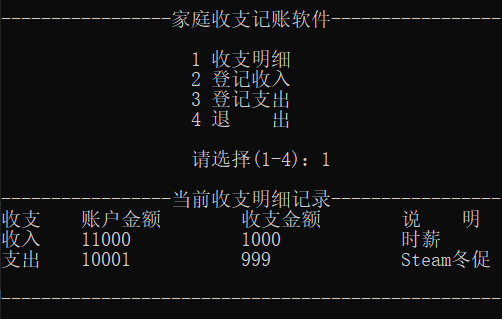 -----------------家庭收支记账软件-----------------
1 收支明细
2 登记收入
3 登记支出
4 退    出
请选择(1-4): 1
-----------------当前收支明细记录-----------------
收支    账户金额        收支金额        说    明
收入    11000           1000            时薪
支出    10001           999             Steam冬促
--------------------------------------------------